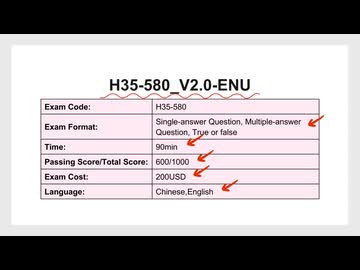 H35-580_V2.0-ENU
Exam Code: H35-580
Exam Format: Single-answer Question, Multiple-answer
Question, True or false
Time: 90min
Passing Score/Total Score: 600/1000
Exam Cost: 200USD
Language: Chinese,English